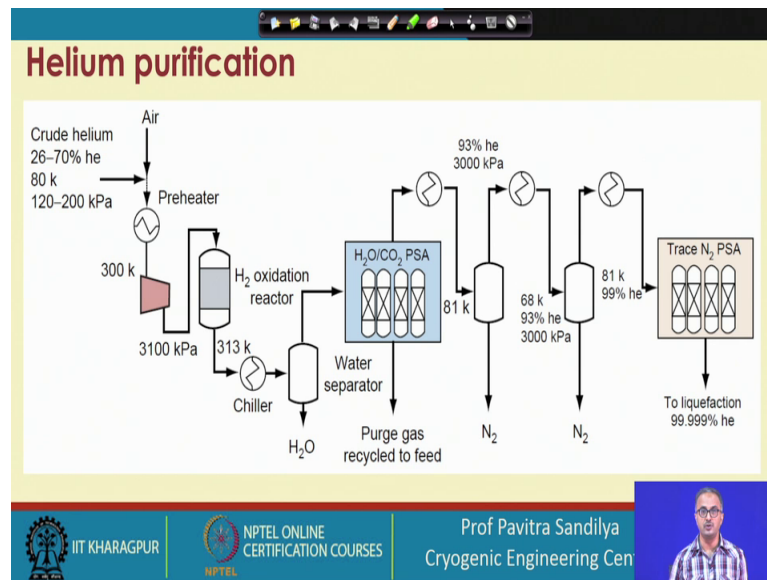 Helium purification
Air
Crude helium
26–70% he
80 k
120–200 kPa
Preheater
300 k
3100 kPa
H₂ oxidation
reactor
313 k
Chiller
Water
separator
H₂O
H₂O/CO₂ PSA
Purge gas
recycled to feed
93% he
3000 kPa
81 k
N₂
68 k
93% he
3000 kPa
N₂
81 k
99% he
Trace N₂ PSA
To liquefaction
99.999% he
IIT KHARAGPUR
NPTEL
NPTEL ONLINE
CERTIFICATION COURSES
Prof Pavitra Sandilya
Cryogenic Engineering Cen